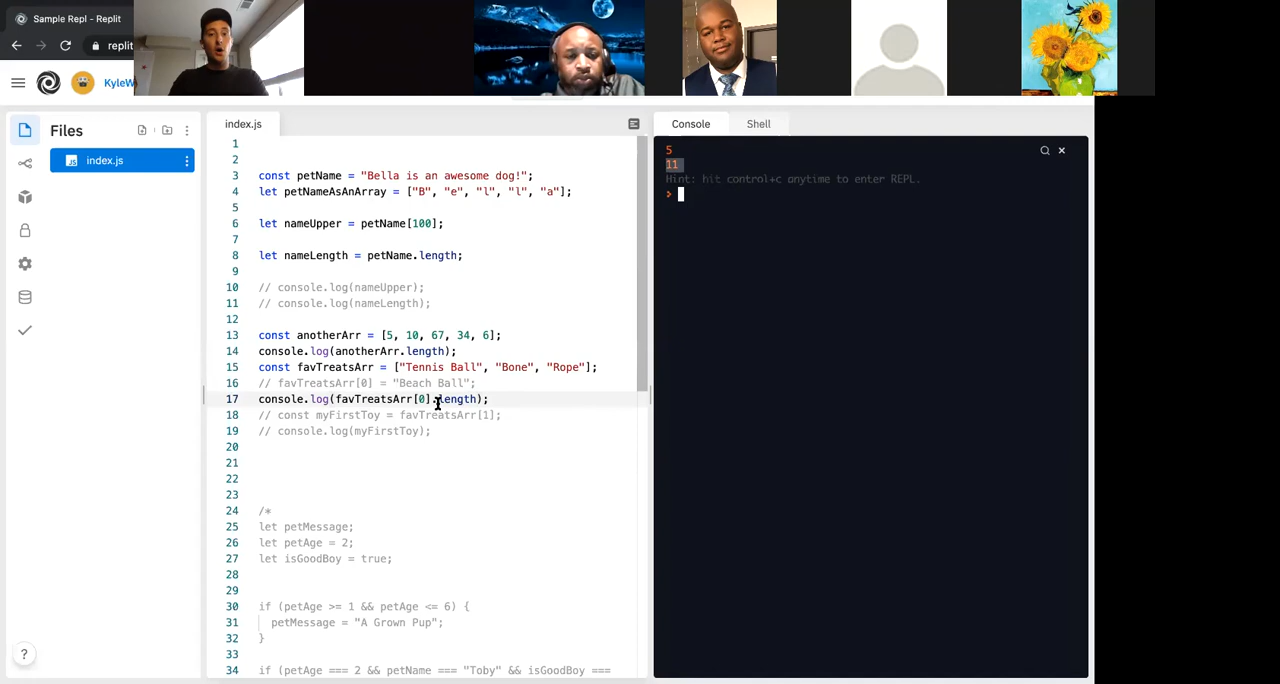 Sample Repl - Replit
replit
KyleW
Files
index.js
index.js
1
2
3 const petName = "Bella is an awesome dog!";
4 let petNameAsAnArray = ["B", "e", "l", "l", "a"];
5
6 let nameUpper = petName[100];
7
8 let nameLength = petName.length;
9
10 // console.log(nameUpper);
11 // console.log(nameLength);
12
13 const anotherArr = [5, 10, 67, 34, 6];
14 console.log(anotherArr.length);
15 const favTreatsArr = ["Tennis Ball", "Bone", "Rope"];
16 // favTreatsArr[0] = "Beach Ball";
17 console.log(favTreatsArr[0].length);
18 // const myFirstToy = favTreatsArr[1];
19 // console.log(myFirstToy);
20
21
22
23
24 /*
25 let petMessage;
26 let petAge = 2;
27 let isGoodBoy = true;
28
29
30 if (petAge >= 1 && petAge <= 6) {
31 petMessage = "A Grown Pup";
32 }
33
34 if (petAge === 2 && petName === "Toby" && isGoodBoy ===
Console Shell
5
11
Hint: hit control+c anytime to enter REPL.
>
?